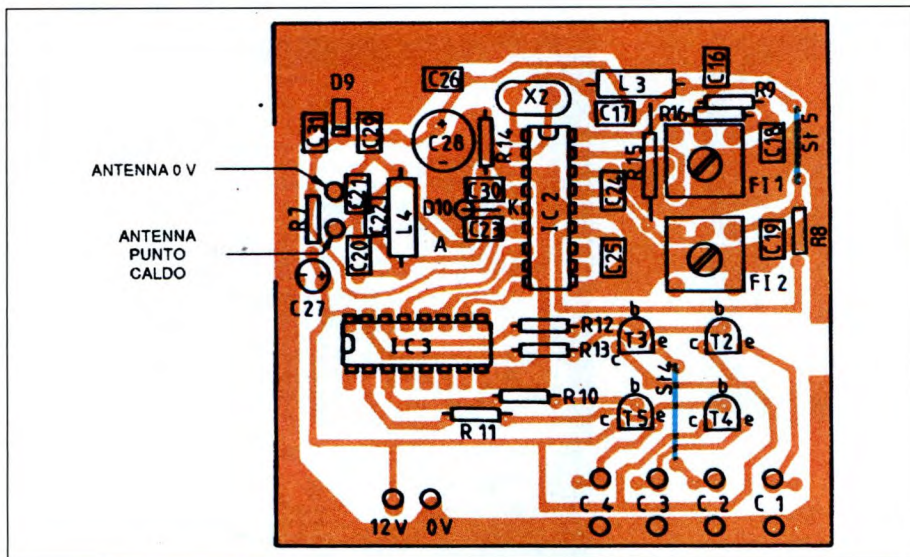 C16
C26
L3
D9
X2
R9
R16
C17
C18
C31
C29
C28
R14
St5
R15
ANTENNA 0 V
C30
C24
FI1
C21
IC2
D10
K
R7
C22
L4
C23
C19
R8
ANTENNA
PUNTO
CALDO
A
C20
C25
FI2
C27
b
b
IC3
R12
T3
e
T2
e
R13
c
c
St4
b
b
R10
R11
c
T5
e
c
T4
e
C4
C3
C2
C1
12V
0V